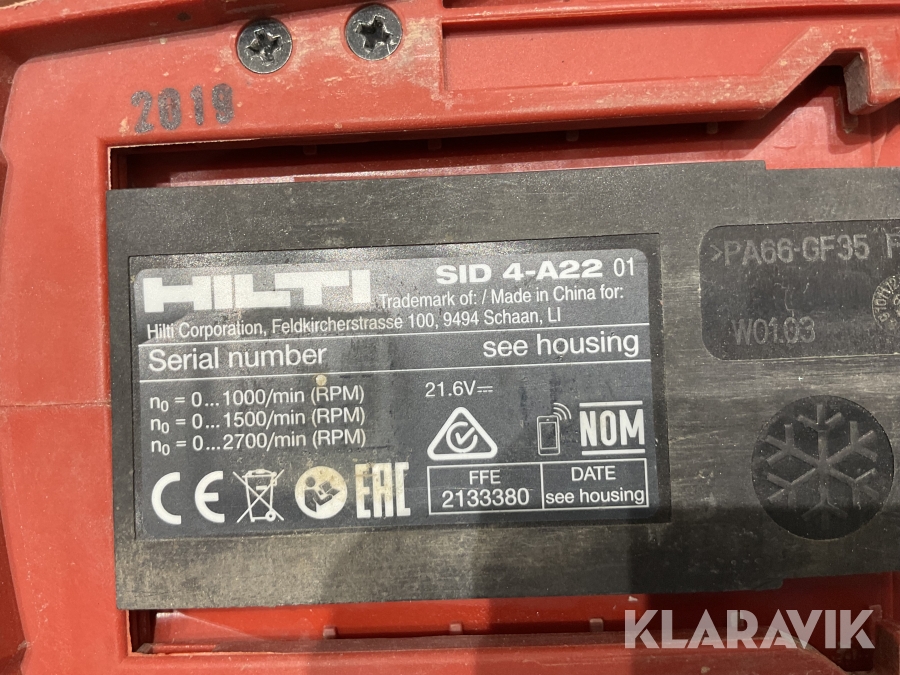 2019
HILTI
SID 4-A22 01
Trademark of: / Made in China for:
Hilti Corporation, Feldkircherstrasse 100, 9494 Schaan, LI
Serial number see housing
n0 = 0...1000/min (RPM)
n0 = 0...1500/min (RPM)
n0 = 0...2700/min (RPM)
21.6V⎓
NOM
CE
EAC
FFE
2133380
DATE
see housing
>PA66-GF35
W01.03
KLARAVIK